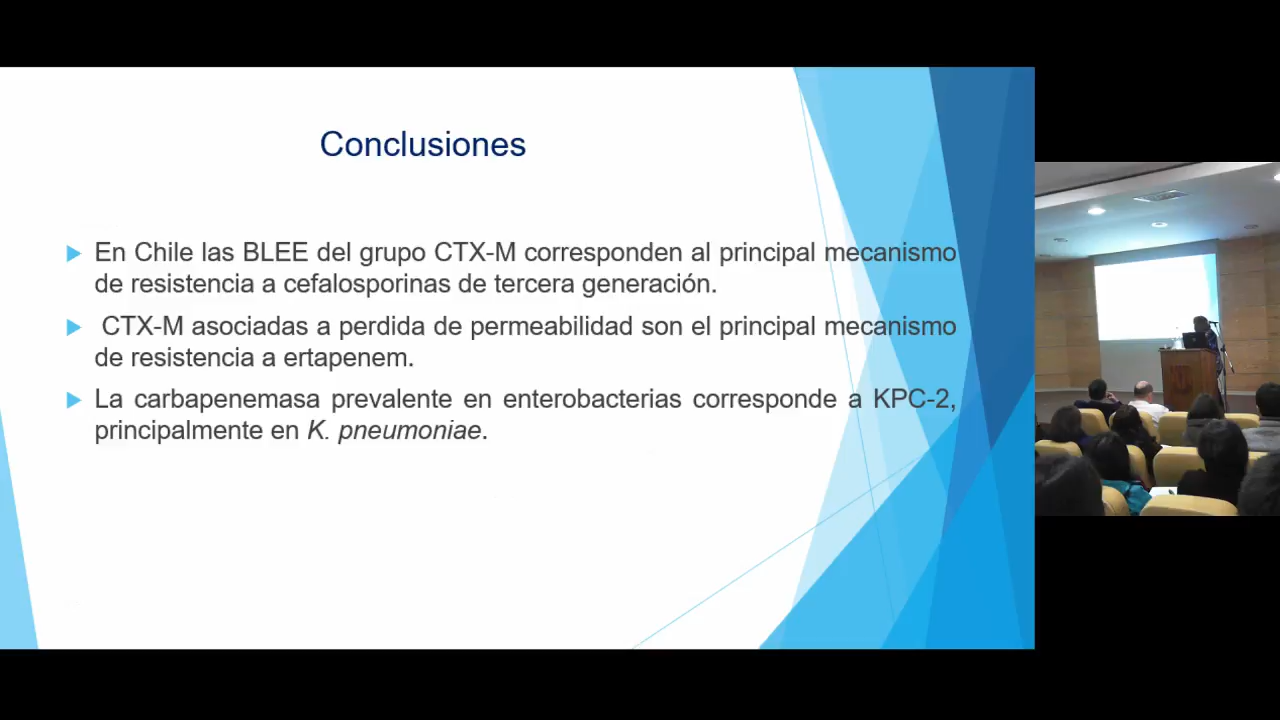 Conclusiones
En Chile las BLEE del grupo CTX-M corresponden al principal mecanismo
de resistencia a cefalosporinas de tercera generación.
CTX-M asociadas a perdida de permeabilidad son el principal mecanismo
de resistencia a ertapenem.
La carbapenemasa prevalente en enterobacterias corresponde a KPC-2,
principalmente en K. pneumoniae.